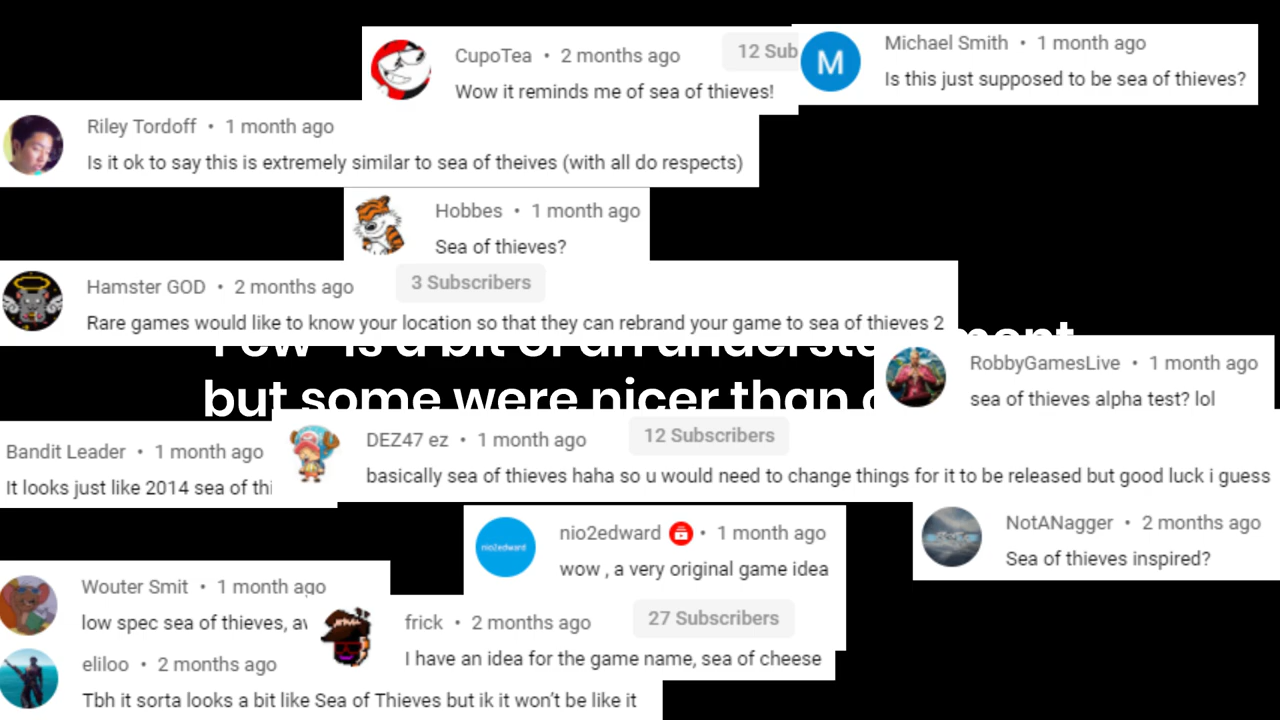 CupoTea • 2 months ago
12 Sub
Wow it reminds me of sea of thieves!
M
Michael Smith • 1 month ago
Is this just supposed to be sea of thieves?
Riley Tordoff • 1 month ago
Is it ok to say this is extremely similar to sea of theives (with all do respects)
Hobbes • 1 month ago
Sea of thieves?
Hamster GOD • 2 months ago
3 Subscribers
Rare games would like to know your location so that they can rebrand your game to sea of thieves 2
is a bit of an
but some were nicer than
RobbyGamesLive • 1 month ago
sea of thieves alpha test? lol
Bandit Leader • 1 month ago
It looks just like 2014 sea of thi
DEZ47 ez • 1 month ago
12 Subscribers
basically sea of thieves haha so u would need to change things for it to be released but good luck i guess
nio2edward
nio2edward • 1 month ago
wow , a very original game idea
NotANagger • 2 months ago
Sea of thieves inspired?
Wouter Smit • 1 month ago
low spec sea of thieves,
frick • 2 months ago
27 Subscribers
I have an idea for the game name, sea of cheese
eliloo • 2 months ago
Tbh it sorta looks a bit like Sea of Thieves but ik it won't be like it